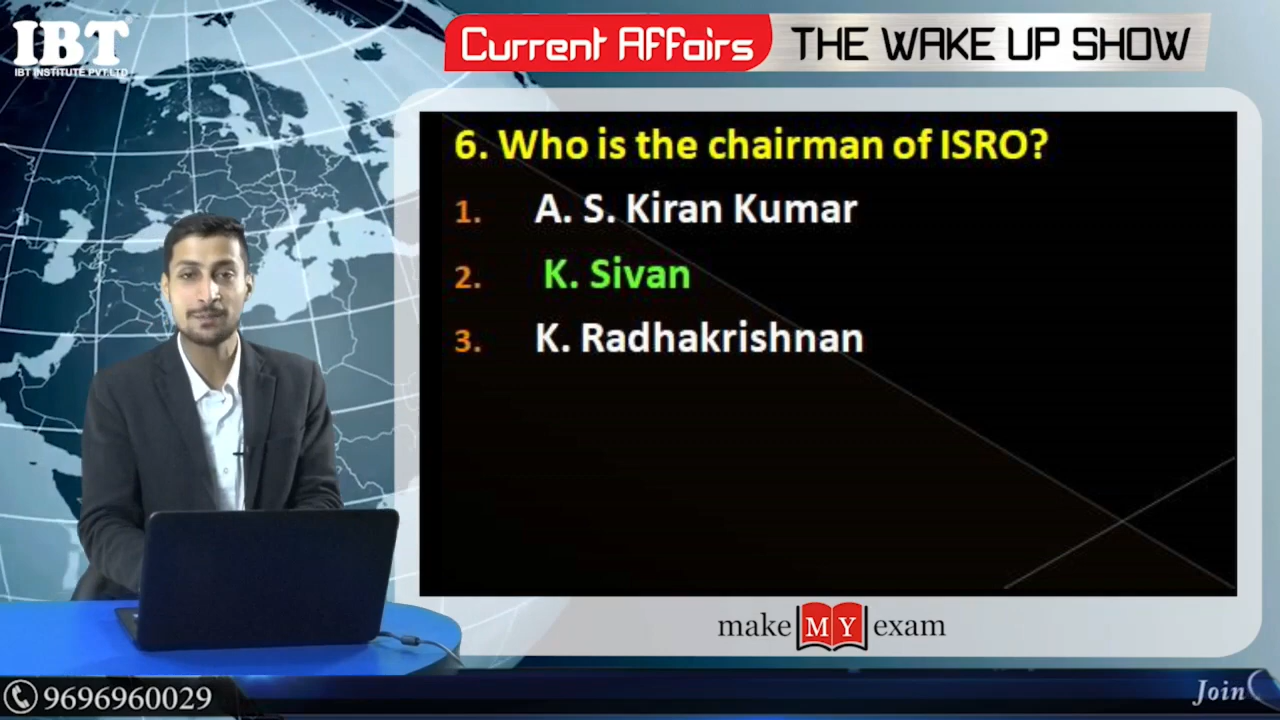 IBT
IBT INSTITUTE PVT.LTD
Current Affairs THE WAKE UP SHOW
6. Who is the chairman of ISRO?
1. A. S. Kiran Kumar
2. K. Sivan
3. K. Radhakrishnan
make MY exam
9696960029
Join